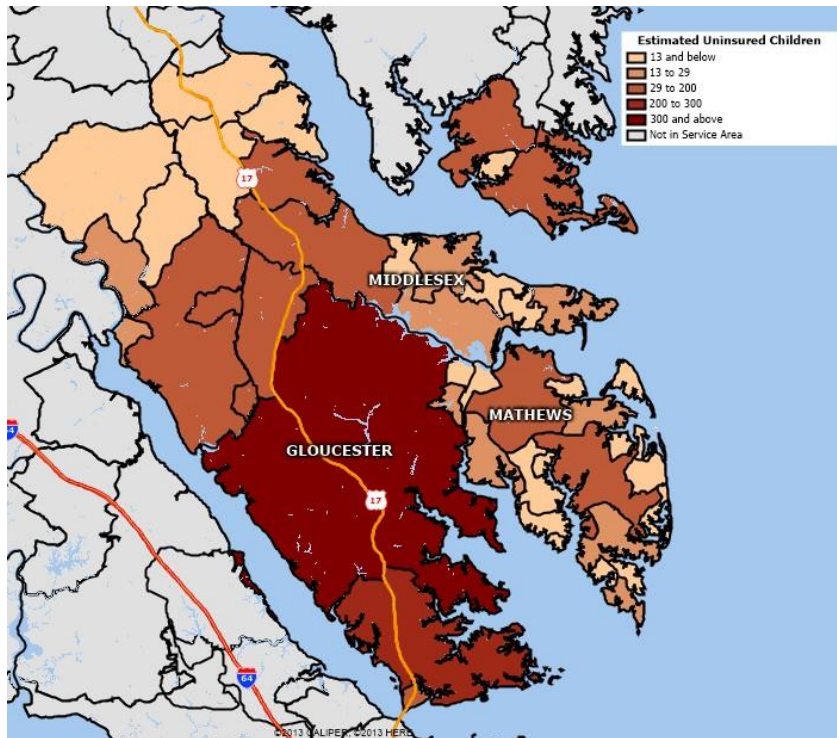 Estimated Uninsured Children
13 and below
13 to 29
29 to 200
200 to 300
300 and above
Not in Service Area
17
MIDDLESEX
MATHEWS
GLOUCESTER
17
64
©2013 CALIPER; ©2013 HERE